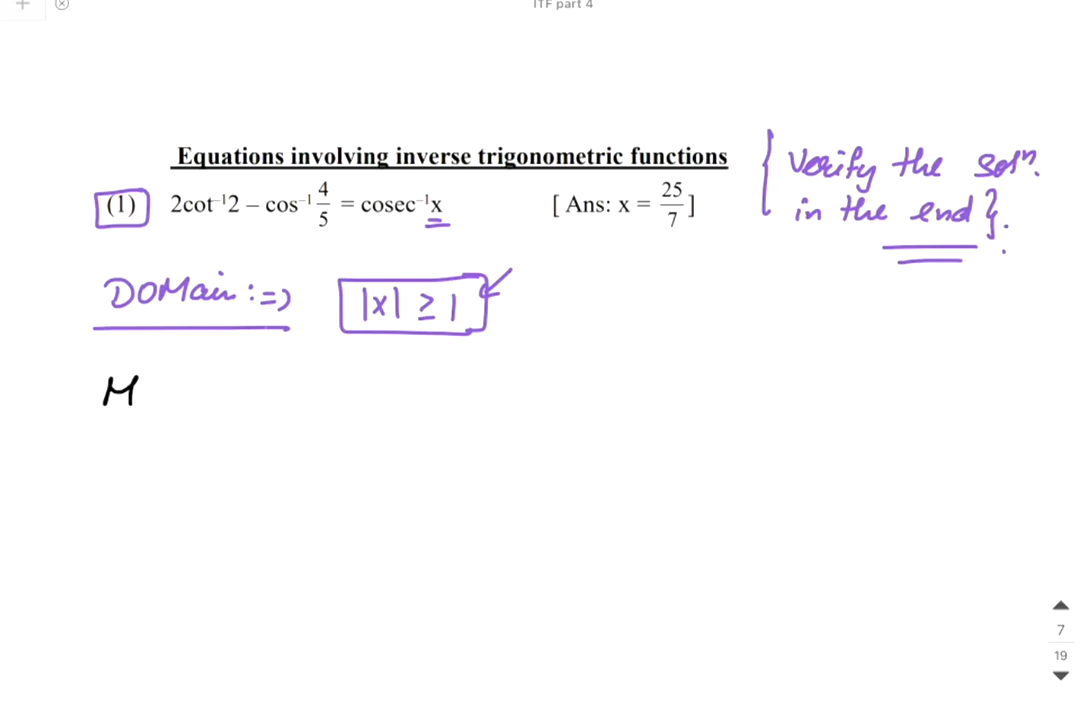 ITF part 4
Equations involving inverse trigonometric functions
(1) 2cot⁻¹2 – cos⁻¹ 4/5 = cosec⁻¹x [ Ans: x = 25/7 ]
{ Verify the solⁿ.
in the end }.
DOMain :=> |x| ≥ 1
M
7
19